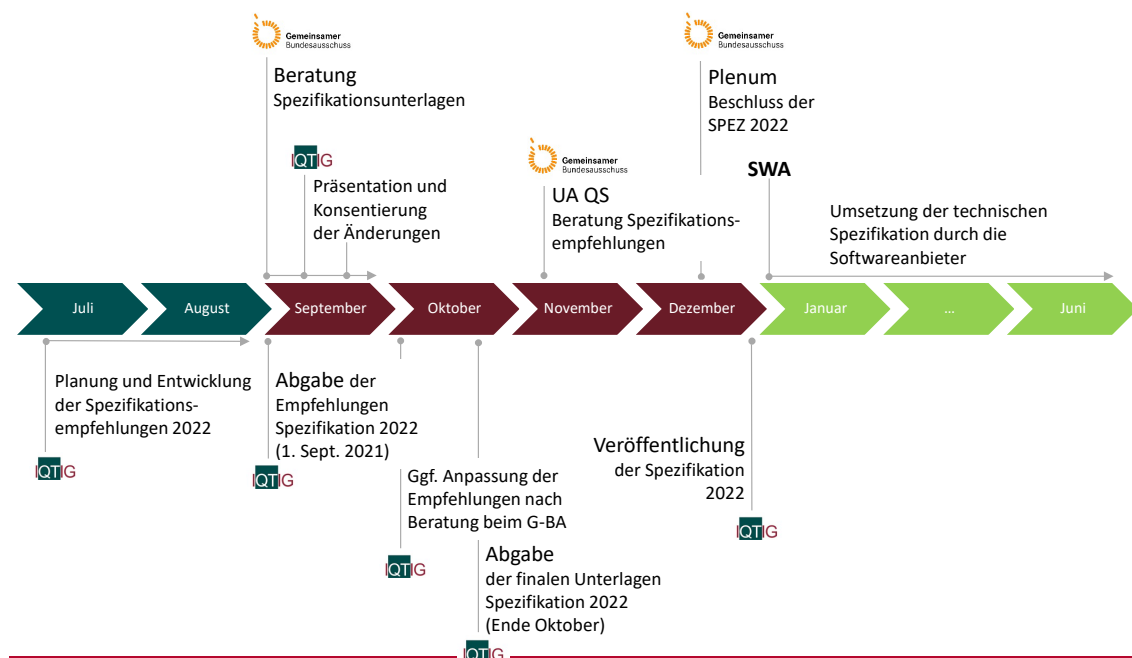 Gemeinsamer
Bundesausschuss
Beratung
Spezifikationsunterlagen
IQTIG
Präsentation und
Konsentierung
der Änderungen
Gemeinsamer
Bundesausschuss
UA QS
Beratung Spezifikations-
empfehlungen
Gemeinsamer
Bundesausschuss
Plenum
Beschluss der
SPEZ 2022
SWA
Umsetzung der technischen
Spezifikation durch die
Softwareanbieter
Juli
August
September
Oktober
November
Dezember
Januar
...
Juni
Planung und Entwicklung
der Spezifikations-
empfehlungen 2022
IQTIG
Abgabe der
Empfehlungen
Spezifikation 2022
(1. Sept. 2021)
IQTIG
Ggf. Anpassung der
Empfehlungen nach
Beratung beim G-BA
IQTIG
Abgabe
der finalen Unterlagen
Spezifikation 2022
(Ende Oktober)
IQTIG
Veröffentlichung
der Spezifikation
2022
IQTIG